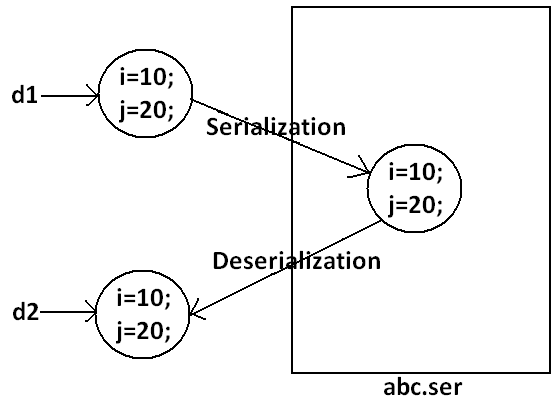 d1
i=10;
j=20;
Serialization
i=10;
j=20;
Deserialization
d2
i=10;
j=20;
abc.ser